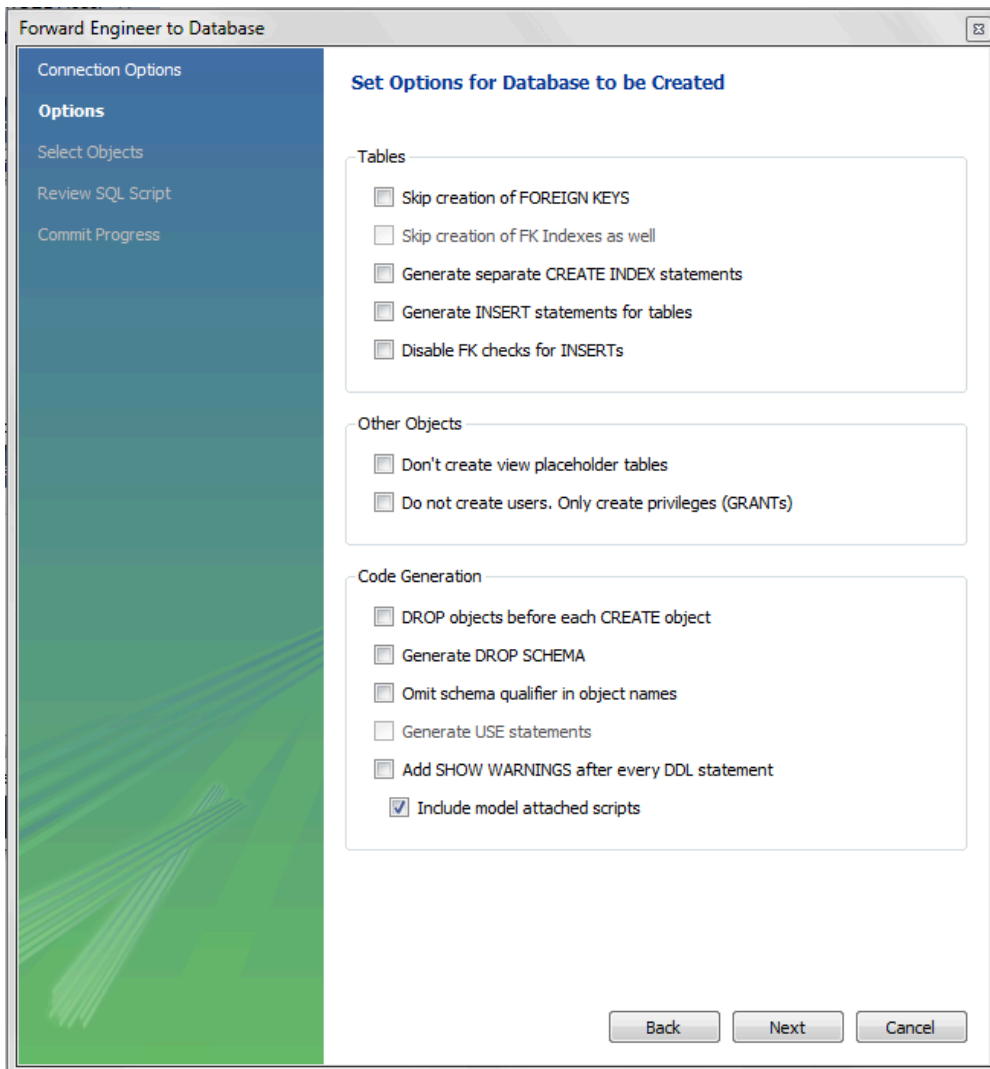 Forward Engineer to Database
Connection Options
Options
Select Objects
Review SQL Script
Commit Progress
Set Options for Database to be Created
Tables
Skip creation of FOREIGN KEYS
Skip creation of FK Indexes as well
Generate separate CREATE INDEX statements
Generate INSERT statements for tables
Disable FK checks for INSERTs
Other Objects
Don't create view placeholder tables
Do not create users. Only create privileges (GRANTs)
Code Generation
DROP objects before each CREATE object
Generate DROP SCHEMA
Omit schema qualifier in object names
Generate USE statements
Add SHOW WARNINGS after every DDL statement
Include model attached scripts
Back Next Cancel